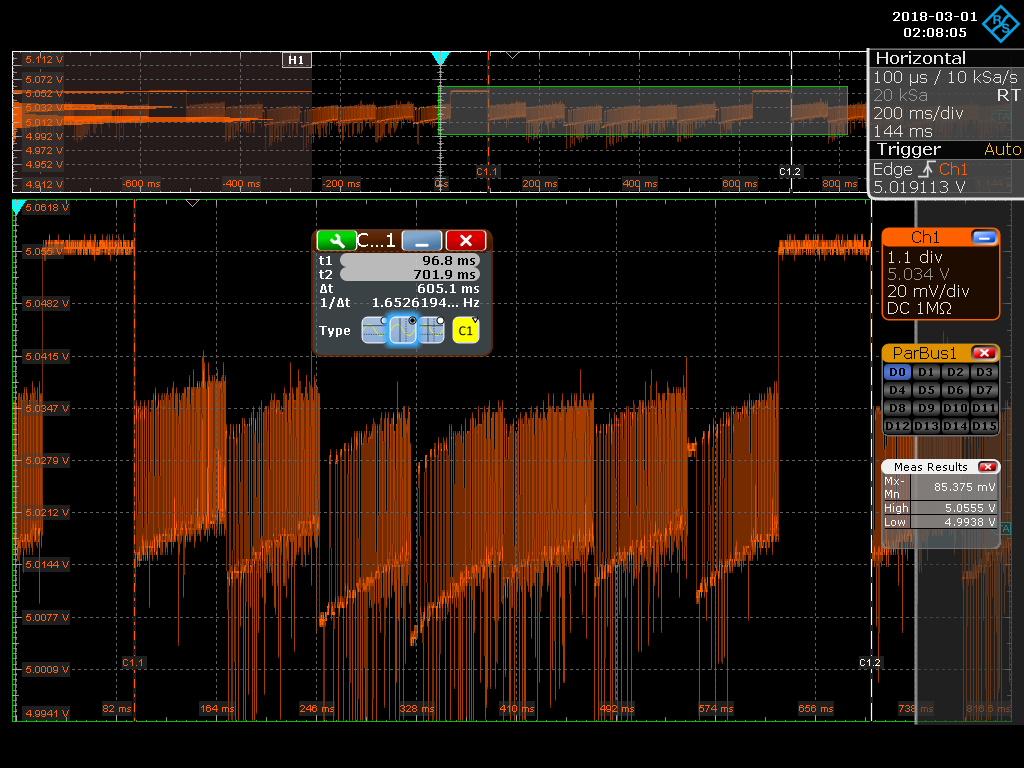 2018-03-01
02:08:05
R S
5.112 V
5.072 V
5.032 V
5.012 V
4.992 V
4.972 V
4.952 V
4.912 V
H1
-600 ms
-400 ms
-200 ms
0 s
200 ms
400 ms
600 ms
800 ms
C1.1
C1.2
Horizontal
100 µs / 10 kSa/s
20 kSa RT
200 ms/div
144 ms
Trigger Auto
Edge Ch1
5.019113 V
5.0618 V
5.055 V
5.0482 V
5.0415 V
5.0347 V
5.0279 V
5.0212 V
5.0144 V
5.0077 V
5.0009 V
4.9941 V
C...1
t1 96.8 ms
t2 701.9 ms
Δt 605.1 ms
1/Δt 1.6526194... Hz
Type C1
Ch1
1.1 div
5.034 V
20 mV/div
DC 1MΩ
ParBus1
D0 D1 D2 D3
D4 D5 D6 D7
D8 D9 D10 D11
D12 D13 D14 D15
Meas Results
Mx-
Mn 85.375 mV
High 5.0555 V
Low 4.9938 V
TA
C1.1
C1.2
82 ms
164 ms
246 ms
328 ms
410 ms
492 ms
574 ms
656 ms
738 ms